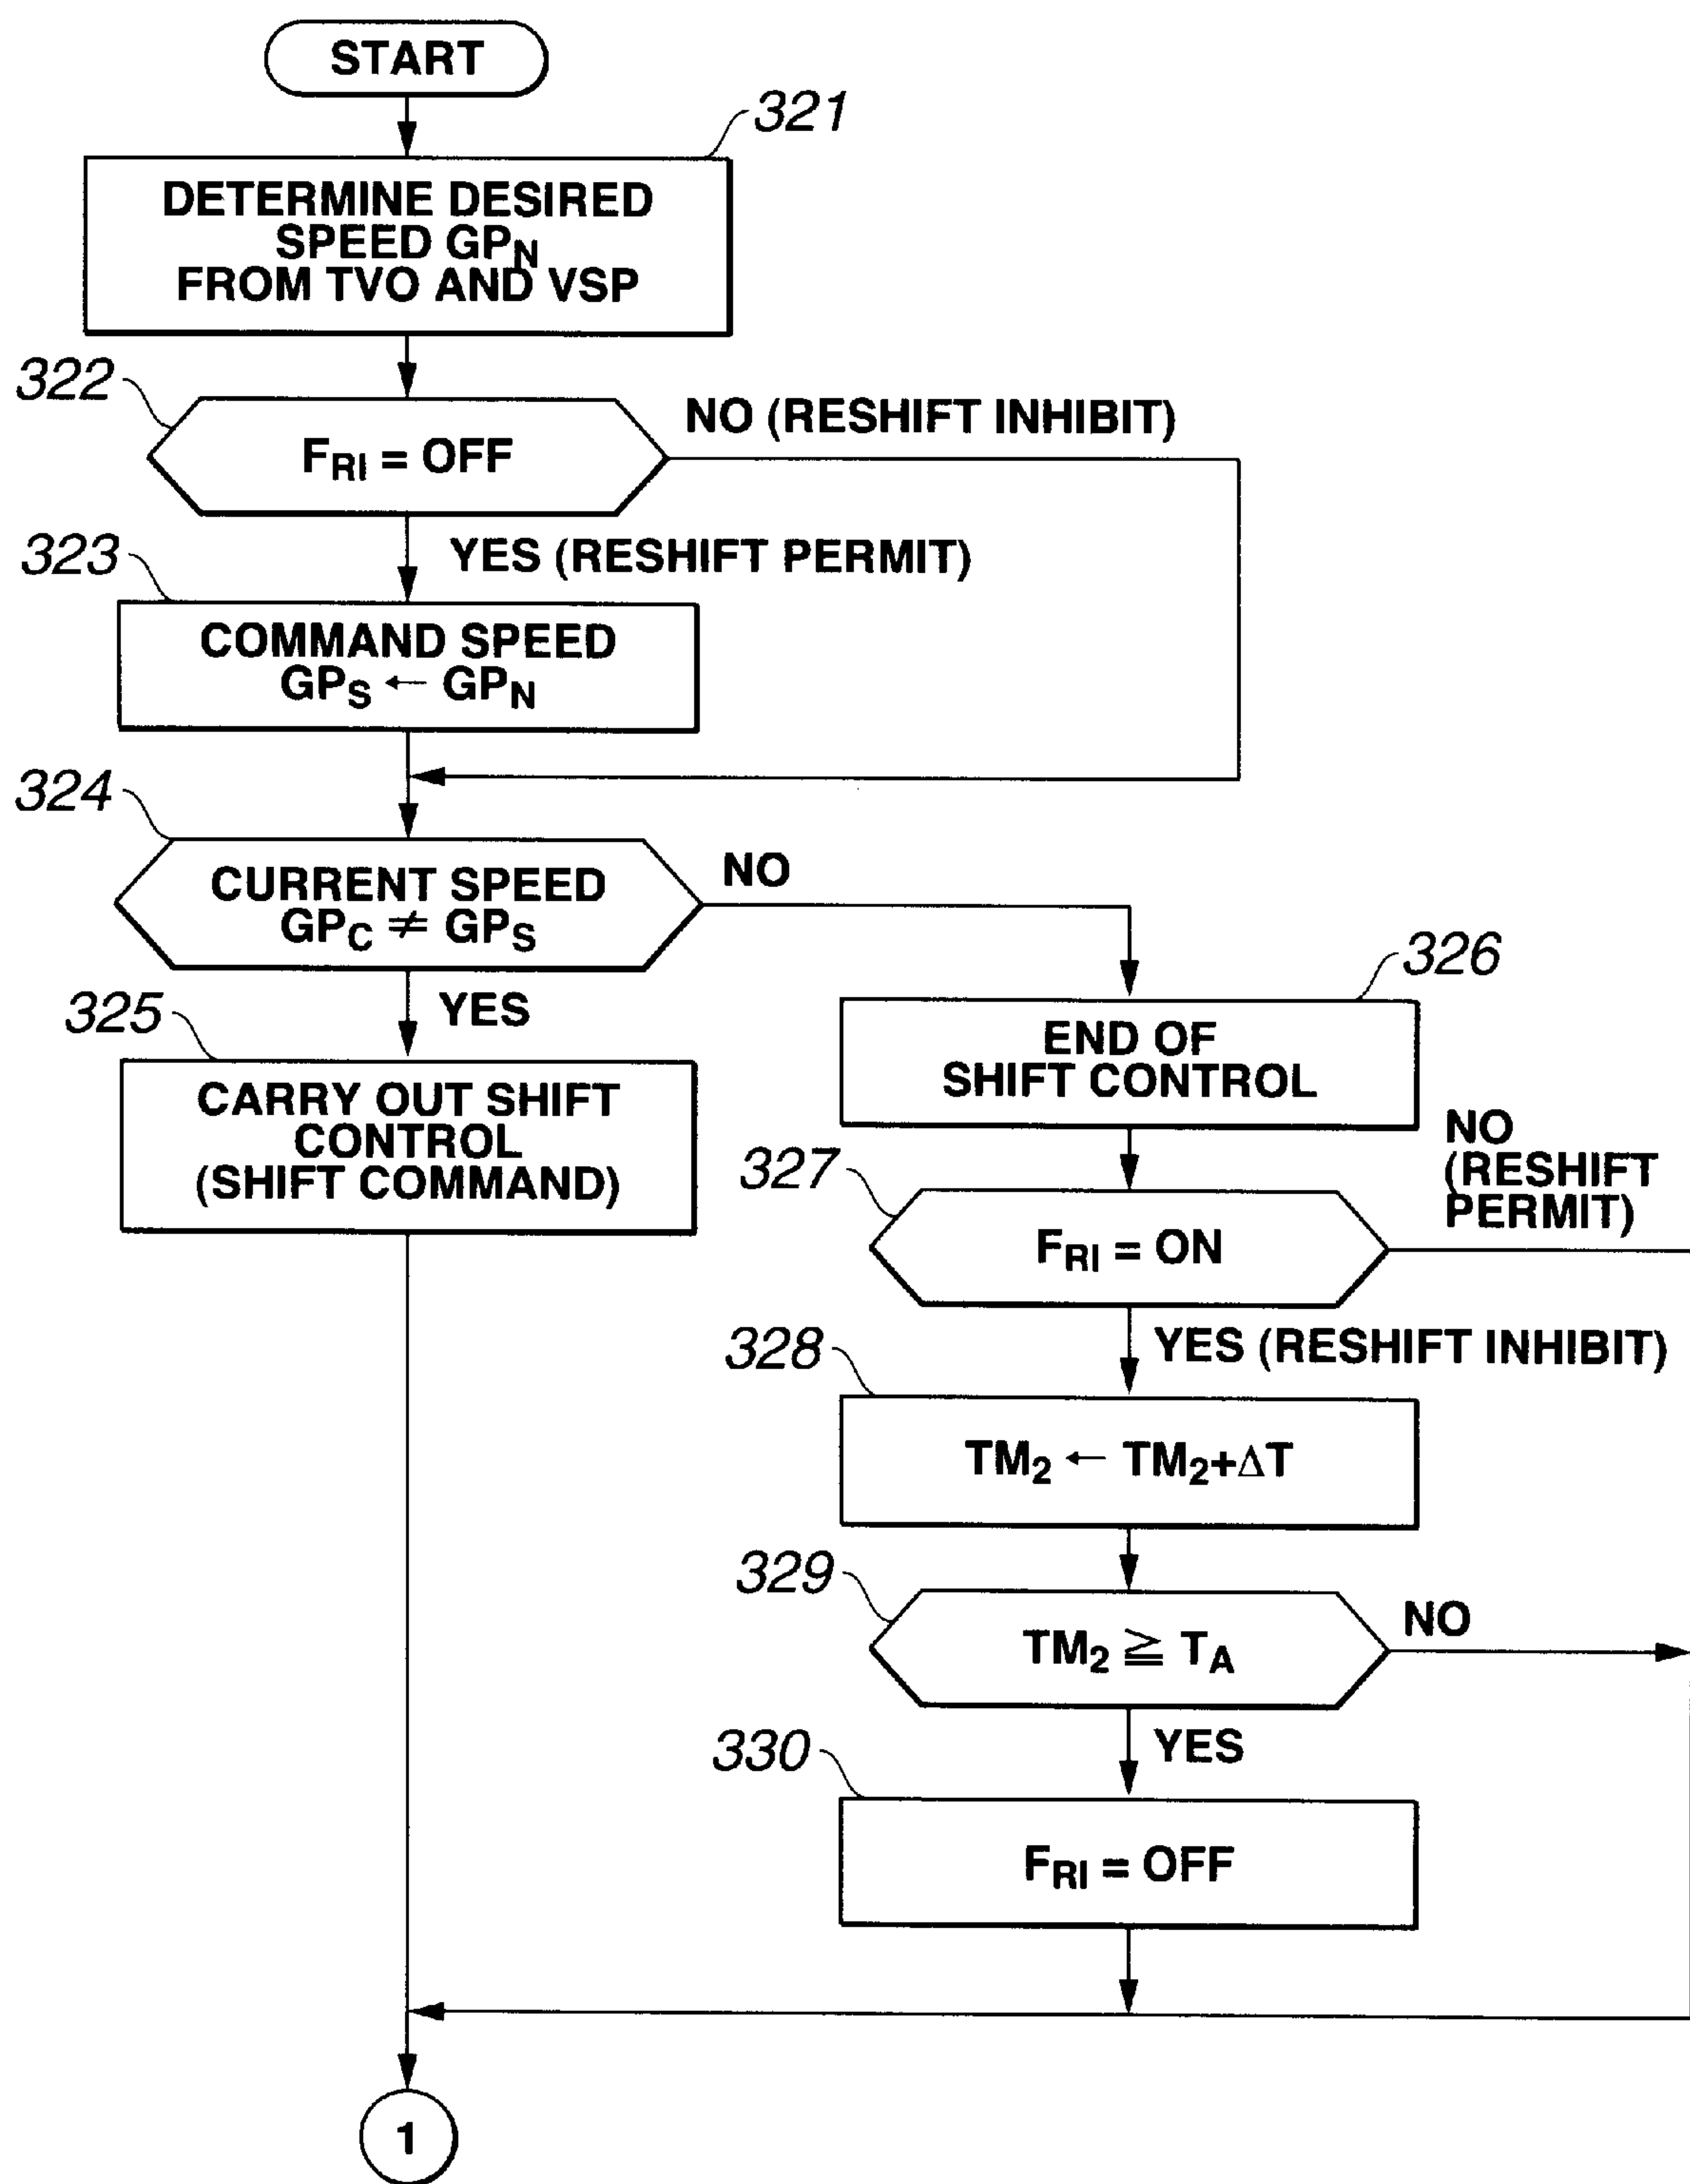 START
321
DETERMINE DESIRED
SPEED GPN
FROM TVO AND VSP
322
FRI = OFF
NO (RESHIFT INHIBIT)
323
YES (RESHIFT PERMIT)
COMMAND SPEED
GPS ← GPN
324
CURRENT SPEED
GPC ≠ GPS
NO
326
325
YES
END OF
SHIFT CONTROL
CARRY OUT SHIFT
CONTROL
(SHIFT COMMAND)
327
NO
(RESHIFT
PERMIT)
FRI = ON
328
YES (RESHIFT INHIBIT)
TM2 ← TM2+ΔT
329
TM2 ≧ TA
NO
330
YES
FRI = OFF
1